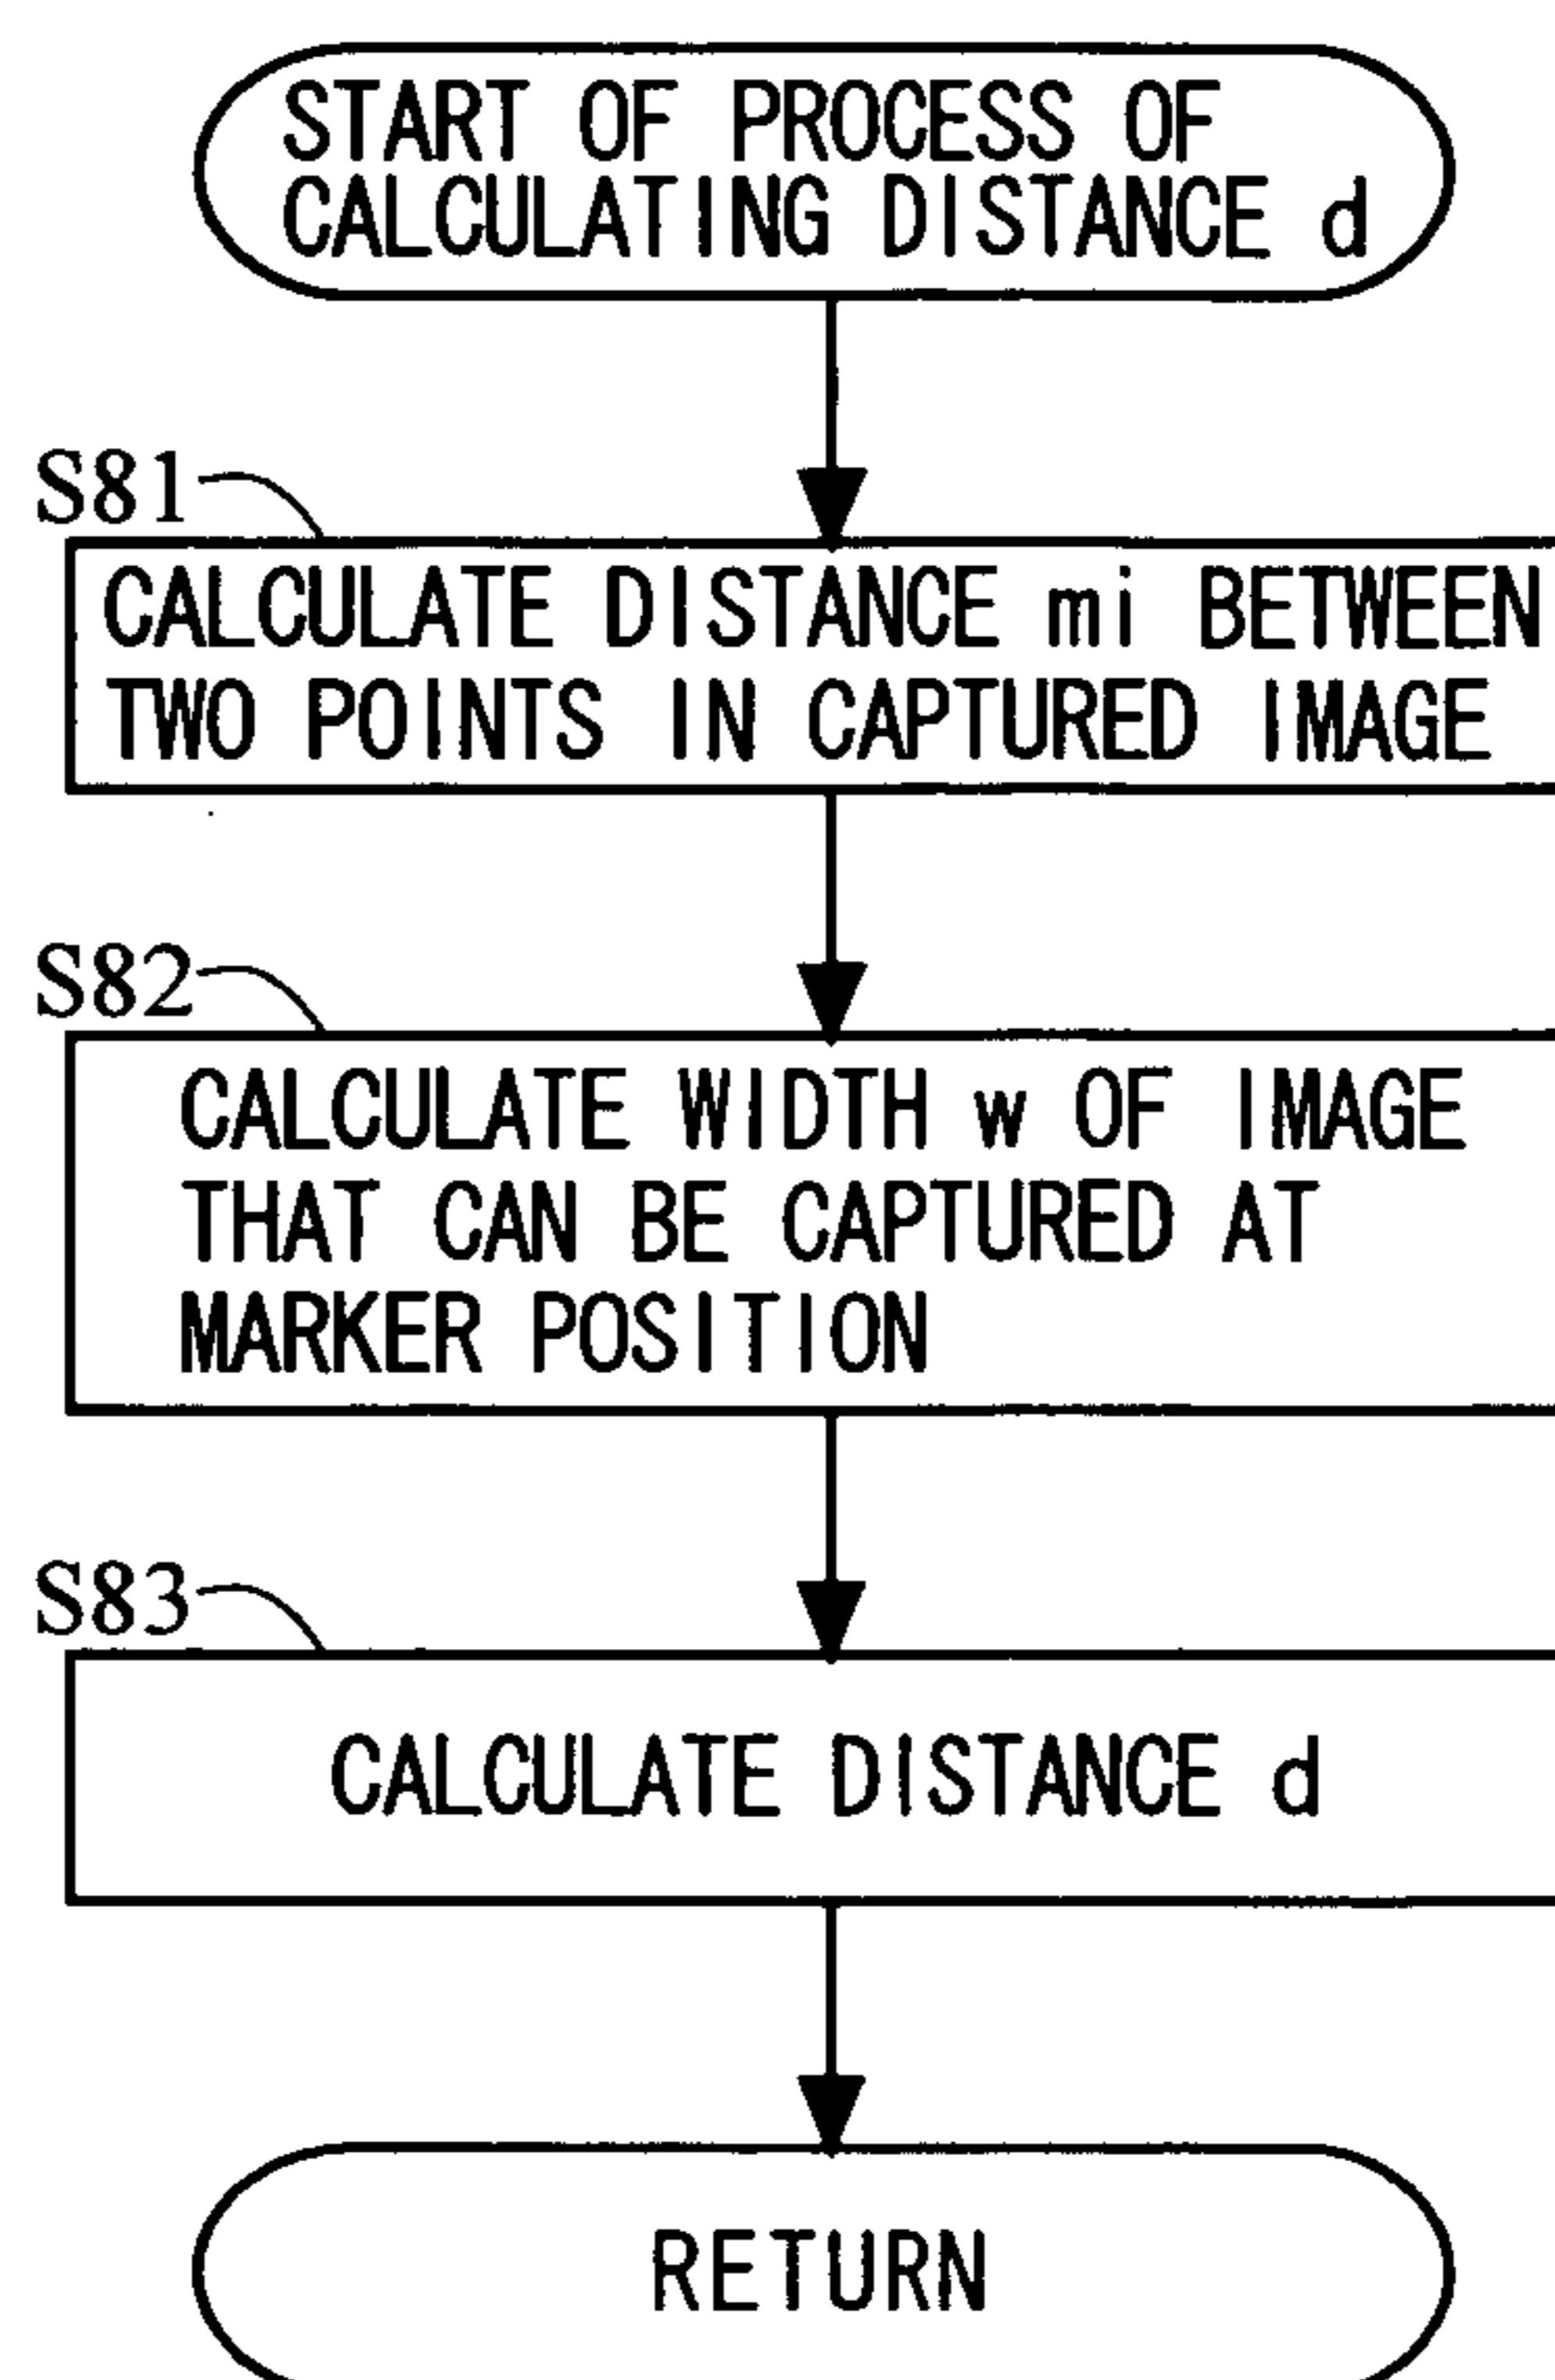 START OF PROCESS OF
CALCULATING DISTANCE d
S81
CALCULATE DISTANCE mi BETWEEN
TWO POINTS IN CAPTURED IMAGE
S82
CALCULATE WIDTH w OF IMAGE
THAT CAN BE CAPTURED AT
MARKER POSITION
S83
CALCULATE DISTANCE d
RETURN